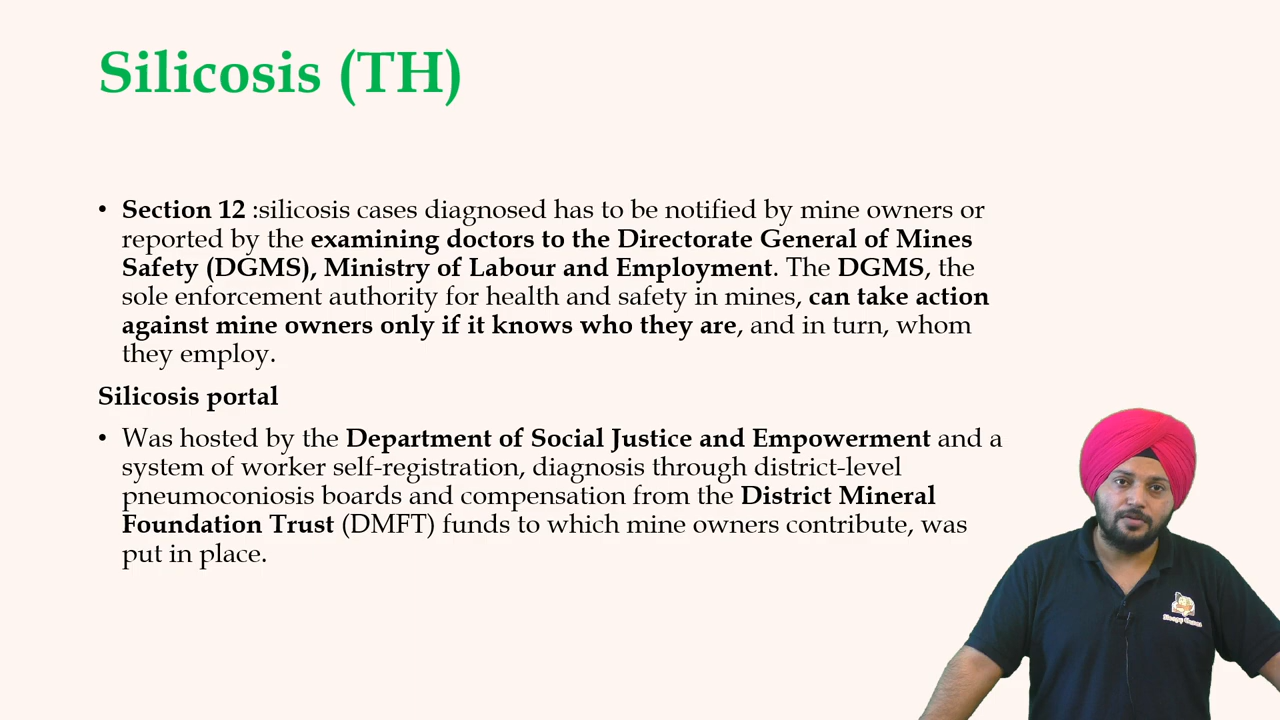 Silicosis (TH)
• Section 12 :silicosis cases diagnosed has to be notified by mine owners or
reported by the examining doctors to the Directorate General of Mines
Safety (DGMS), Ministry of Labour and Employment. The DGMS, the
sole enforcement authority for health and safety in mines, can take action
against mine owners only if it knows who they are, and in turn, whom
they employ.
Silicosis portal
• Was hosted by the Department of Social Justice and Empowerment and a
system of worker self-registration, diagnosis through district-level
pneumoconiosis boards and compensation from the District Mineral
Foundation Trust (DMFT) funds to which mine owners contribute, was
put in place.